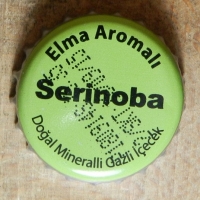 Elma Aromalı
Serinoba
Doğal Mineralli Gazlı İçecek